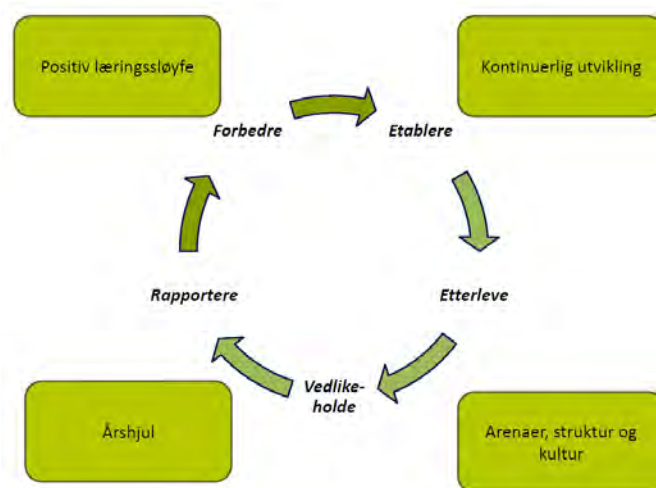 Positiv læringssløyfe
Kontinuerlig utvikling
Forbedre
Etablere
Rapportere
Etterleve
Vedlike-
holde
Årshjul
Arenaer, struktur og
kultur